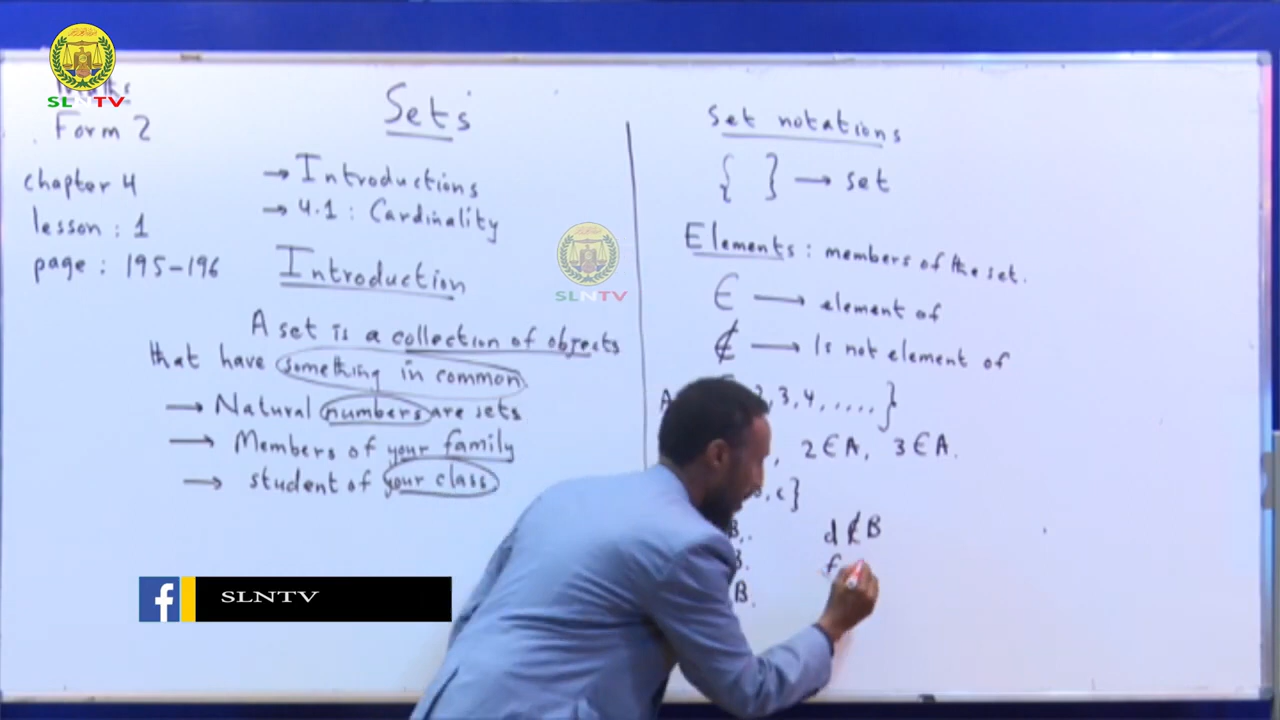 SLNTV
Form 2
chapter 4
lesson : 1
page : 195-196
Sets
→ Introductions
→ 4.1 : Cardinality
Introduction
A set is a collection of objects
that have something in common
→ Natural numbers are sets
→ Members of your family
→ student of your class
Set notations
{ } → set
SLNTV
Elements : members of the set.
∈ → element of
∉ → Is not element of
A
, 3, 4, ....., }
, 2 ∈ A, 3 ∈ A.
, c }
B, d ∉ B
B. f
B.
SLNTV